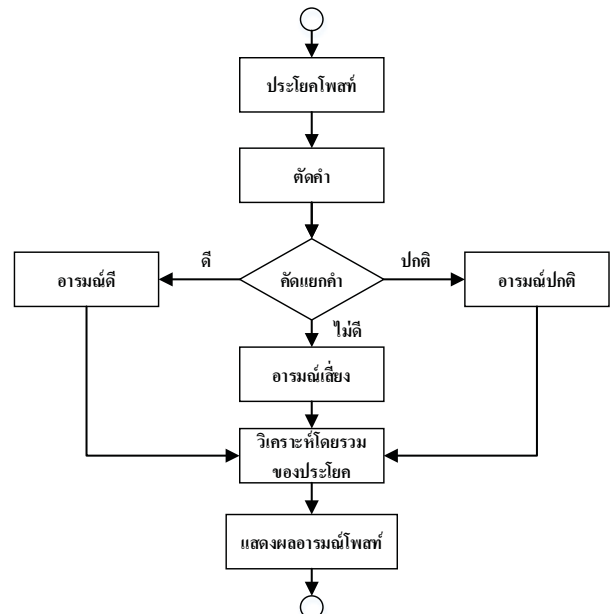 ประโยคโพสท์
ตัดคำ
ดี
คัดแยกคำ
ปกติ
อารมณ์ดี
อารมณ์ปกติ
ไม่ดี
อารมณ์เสี่ยง
วิเคราะห์โดยรวม
ของประโยค
แสดงผลอารมณ์โพสท์